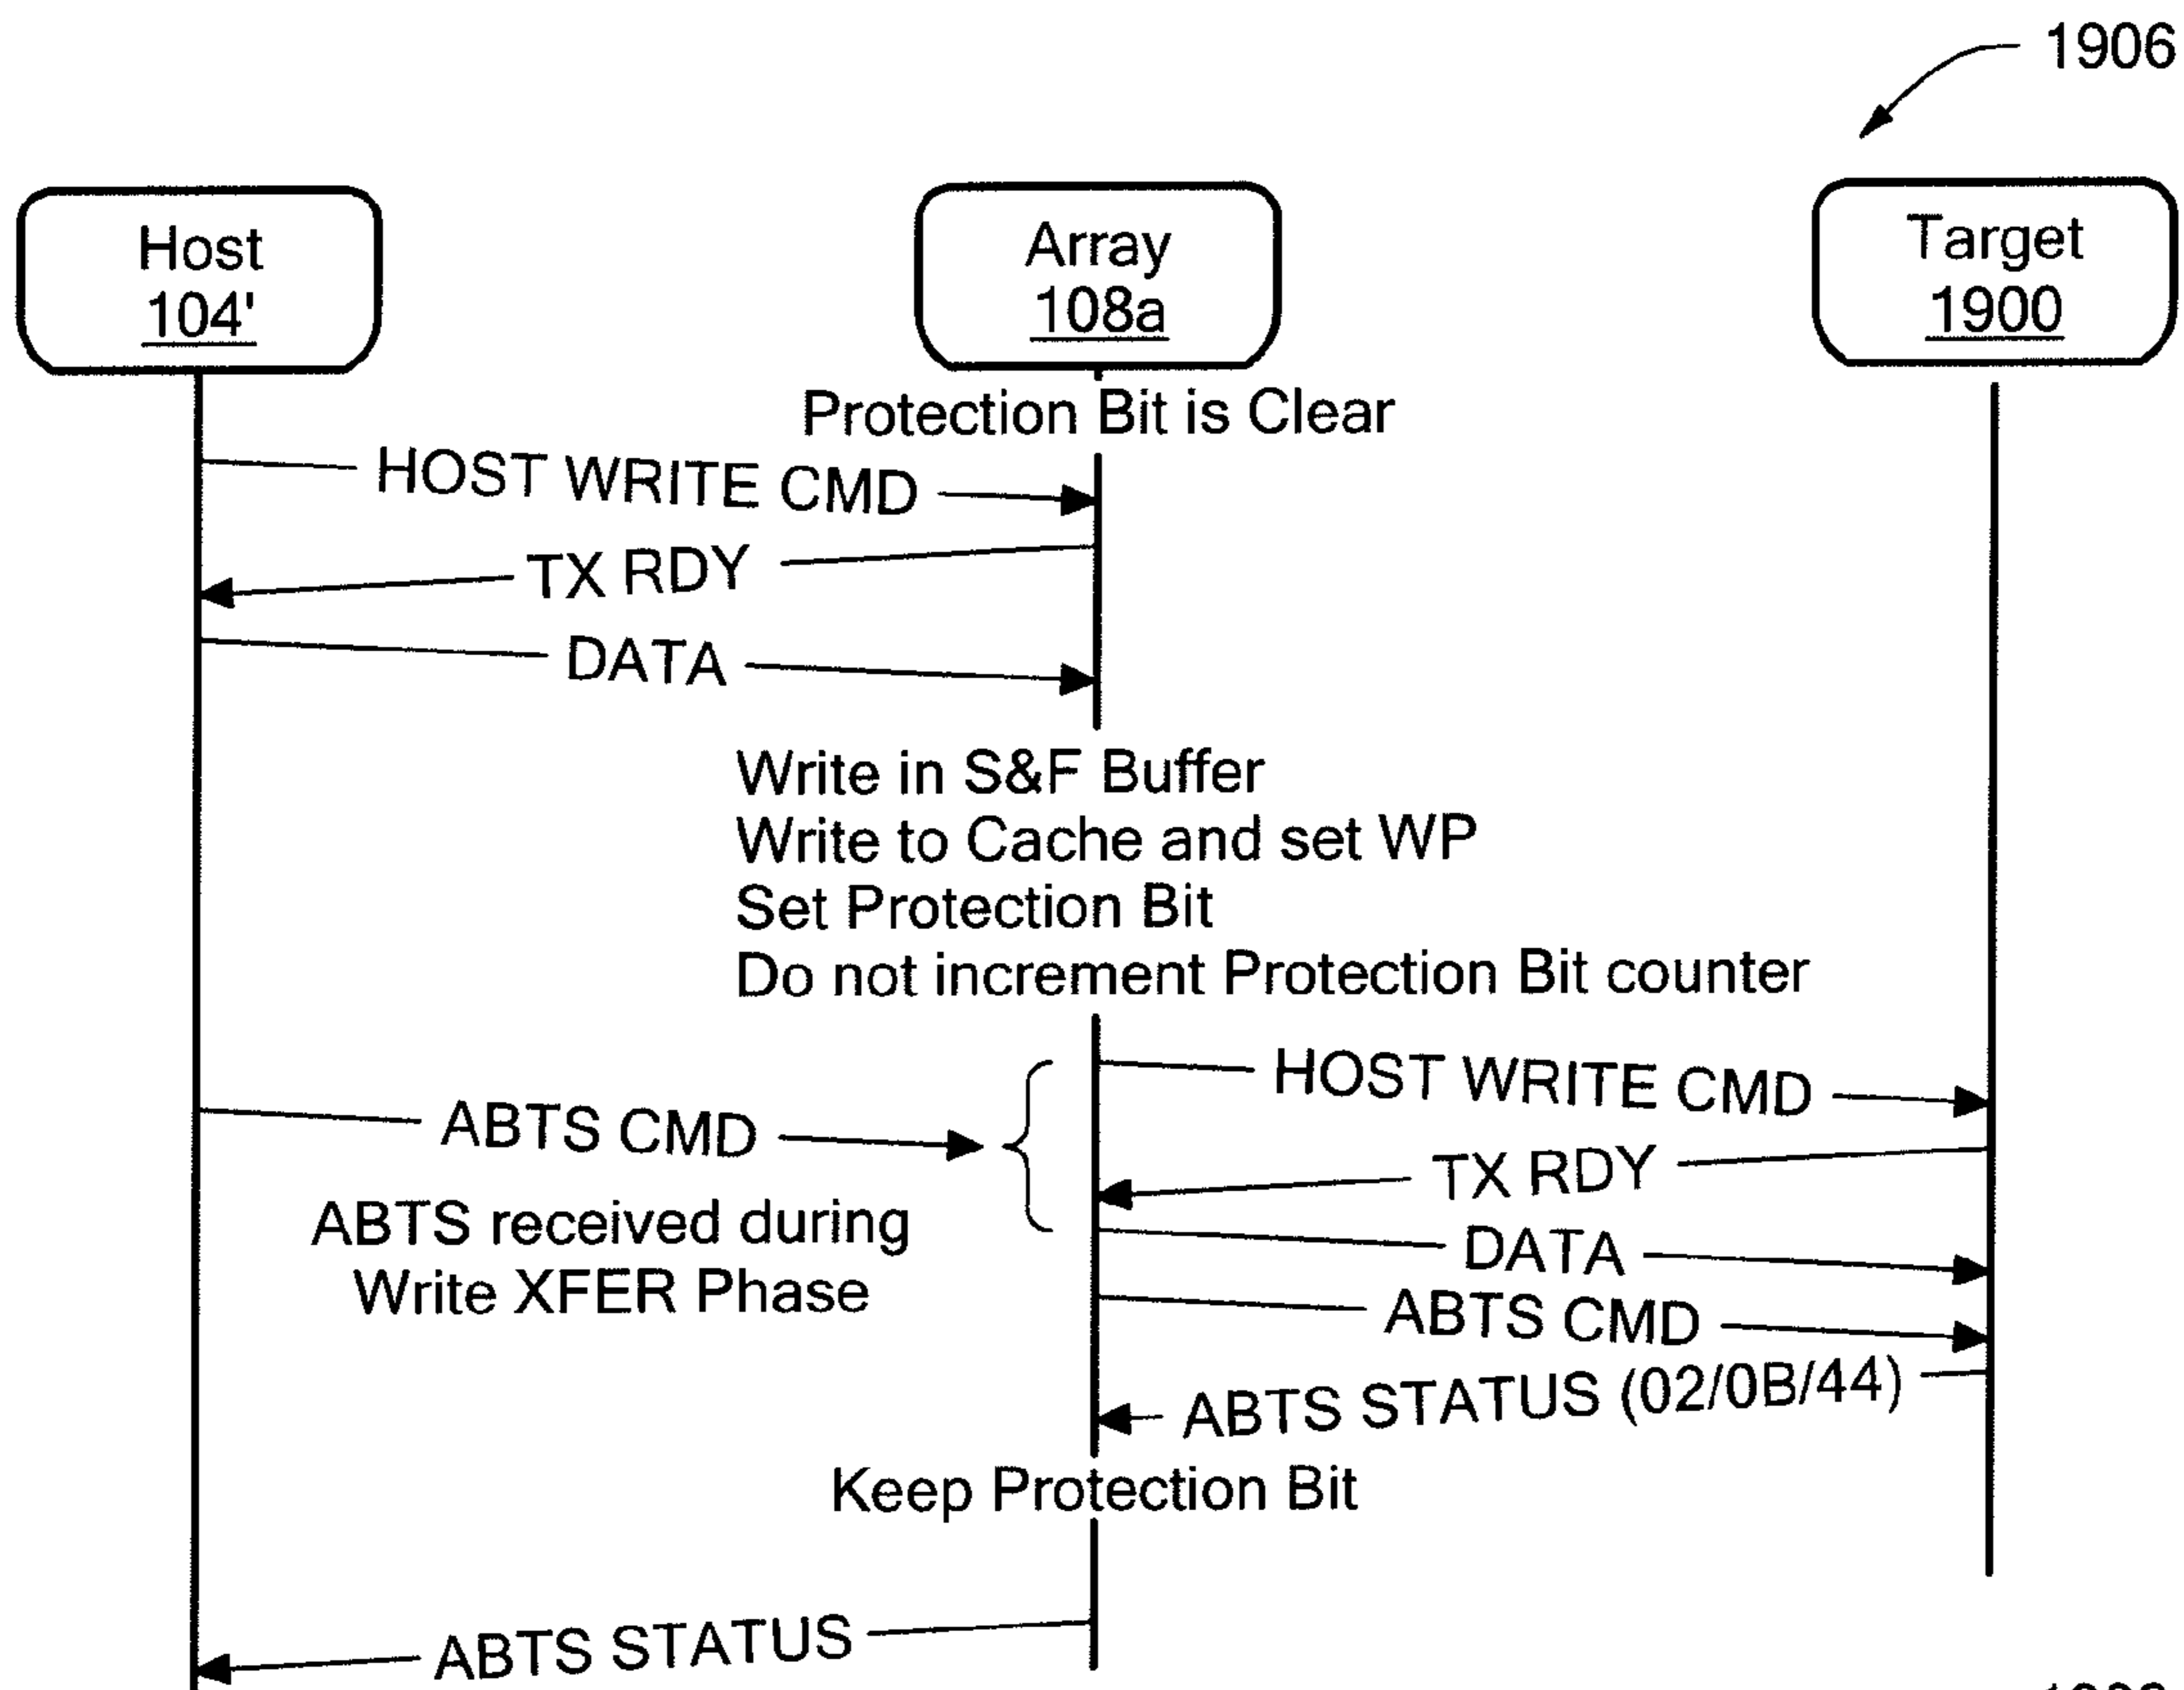 1906
Host
104'
Array
108a
Target
1900
Protection Bit is Clear
HOST WRITE CMD
TX RDY
DATA
Write in S&F Buffer
Write to Cache and set WP
Set Protection Bit
Do not increment Protection Bit counter
HOST WRITE CMD
ABTS CMD
TX RDY
ABTS received during
Write XFER Phase
DATA
ABTS CMD
ABTS STATUS (02/0B/44)
Keep Protection Bit
ABTS STATUS